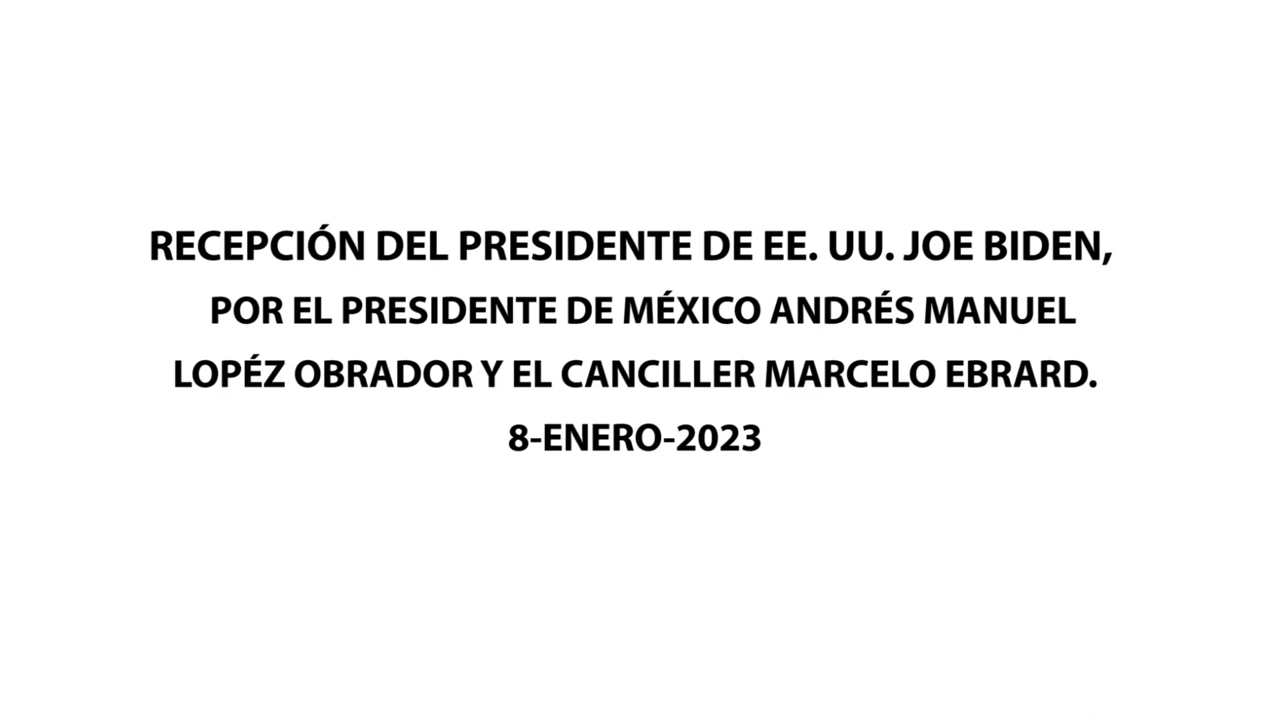 RECEPCIÓN DEL PRESIDENTE DE EE. UU. JOE BIDEN,
POR EL PRESIDENTE DE MÉXICO ANDRÉS MANUEL
LOPÉZ OBRADOR Y EL CANCILLER MARCELO EBRARD.
8-ENERO-2023